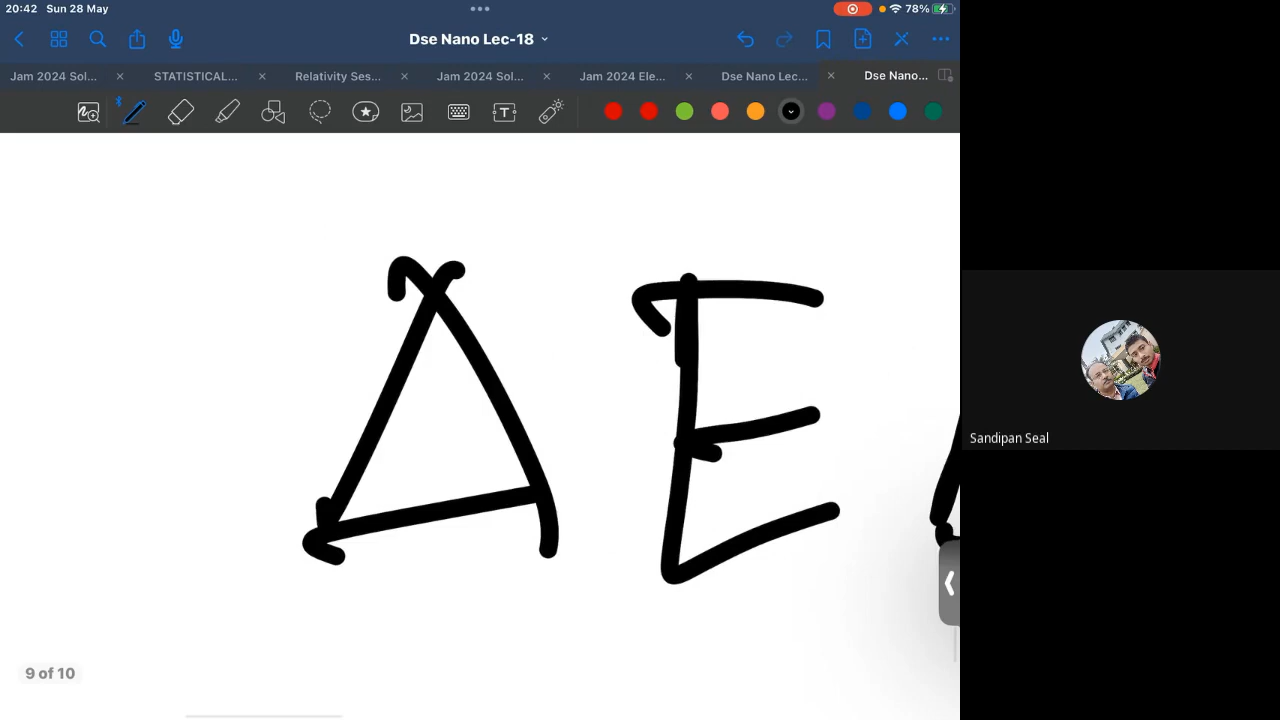 20:42 Sun 28 May
78%
Dse Nano Lec-18
Jam 2024 Sol...
STATISTICAL...
Relativity Ses...
Jam 2024 Sol...
Jam 2024 Ele...
Dse Nano Lec...
Dse Nano...
T
Δ E
Sandipan Seal
9 of 10